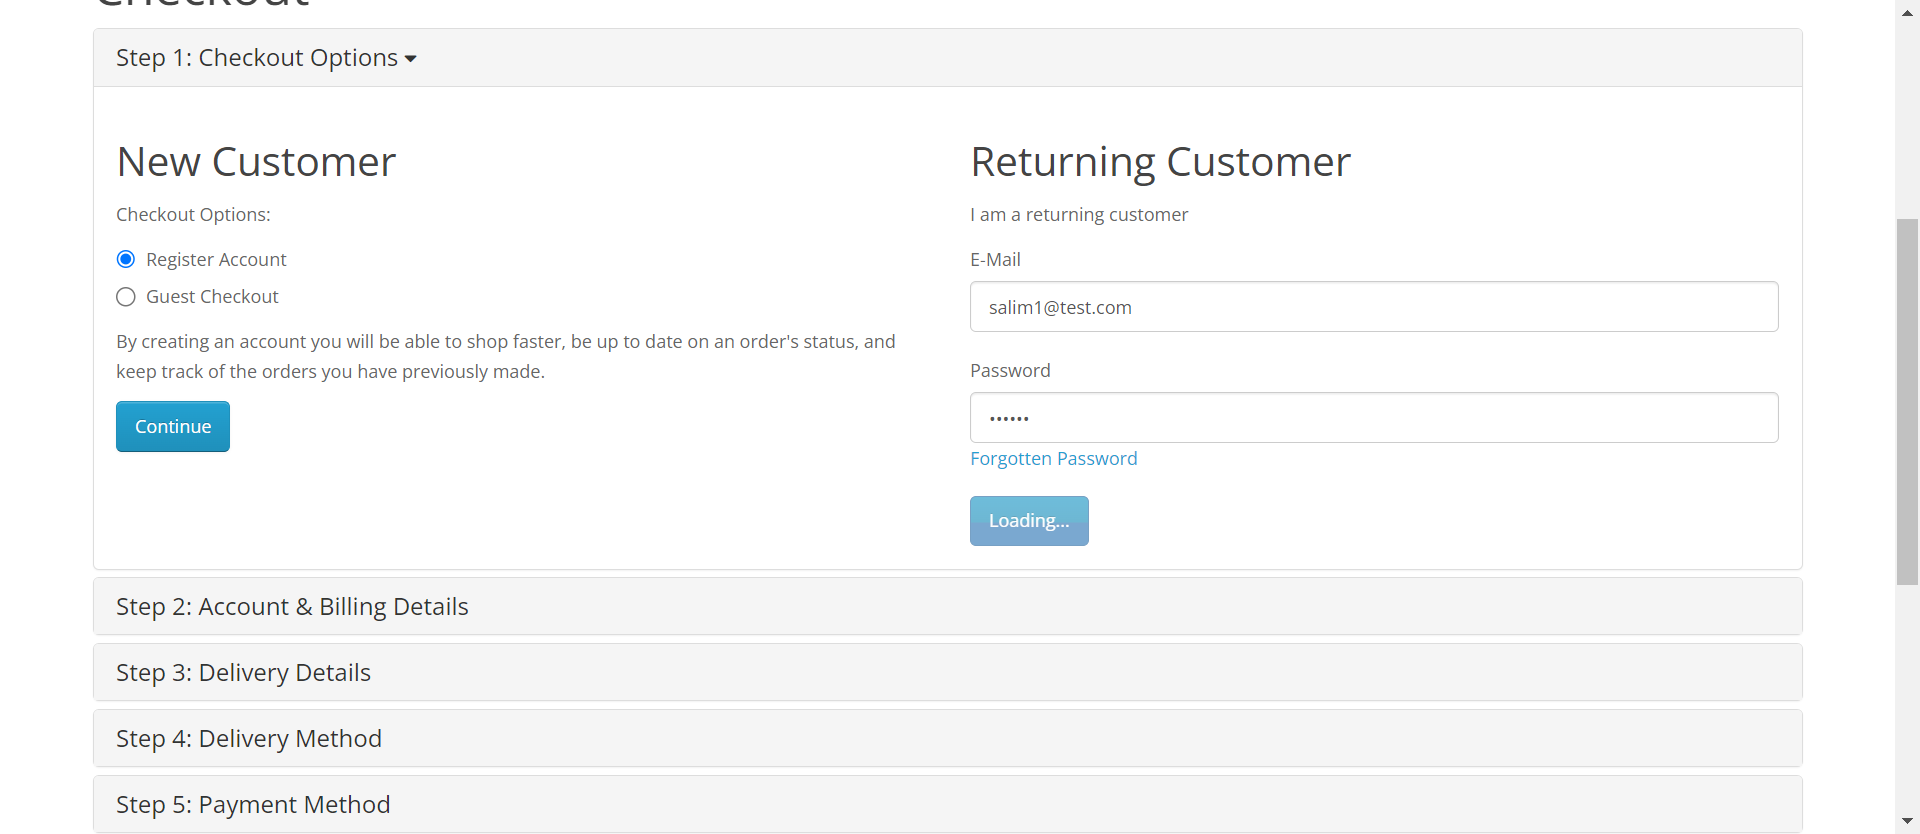 Checkout
Step 1: Checkout Options
New Customer
Checkout Options:
Register Account
Guest Checkout
By creating an account you will be able to shop faster, be up to date on an order's status, and
keep track of the orders you have previously made.
Continue
Returning Customer
I am a returning customer
E-Mail
salim1@test.com
Password
••••••
Forgotten Password
Loading...
Step 2: Account & Billing Details
Step 3: Delivery Details
Step 4: Delivery Method
Step 5: Payment Method